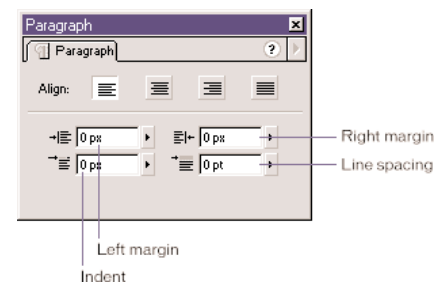 Paragraph
Paragraph ?
Align:
0 px 0 px Right margin
0 px 0 pt Line spacing
Left margin
Indent